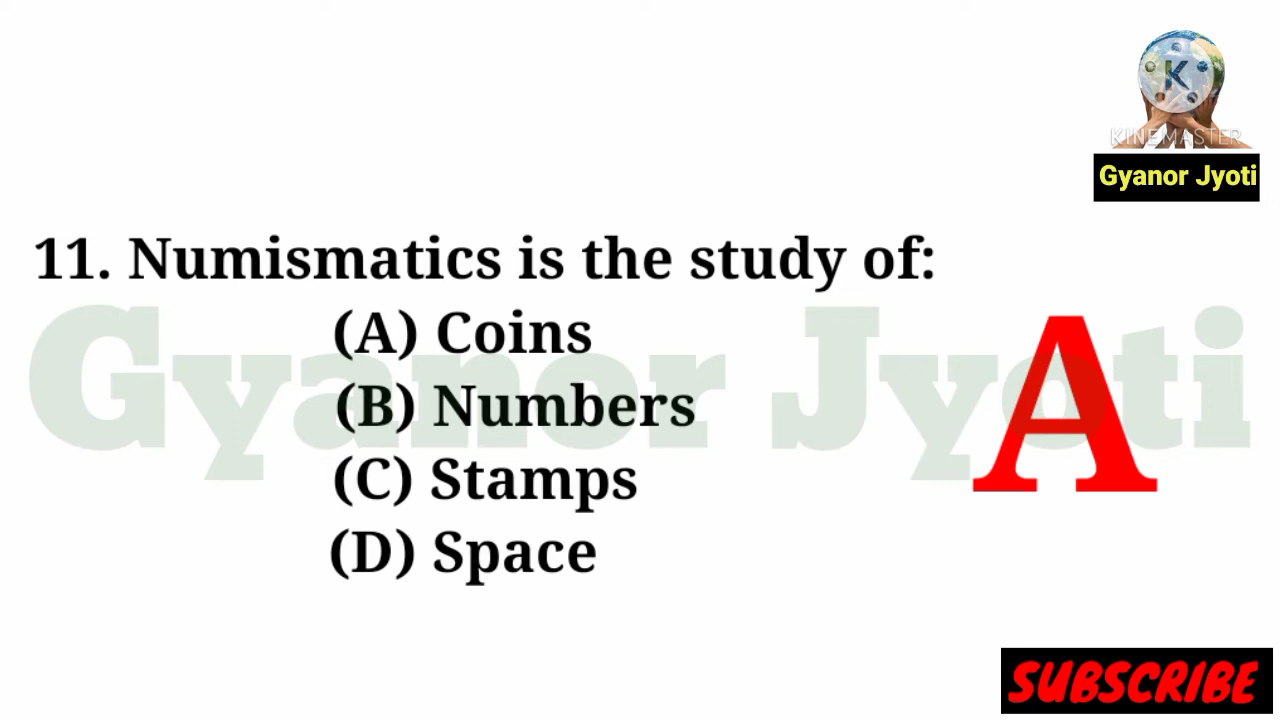 K
KINEMASTER
Gyanor Jyoti
11. Numismatics is the study of:
(A) Coins
(B) Numbers
(C) Stamps
(D) Space
Gyanor Jyoti
A
SUBSCRIBE